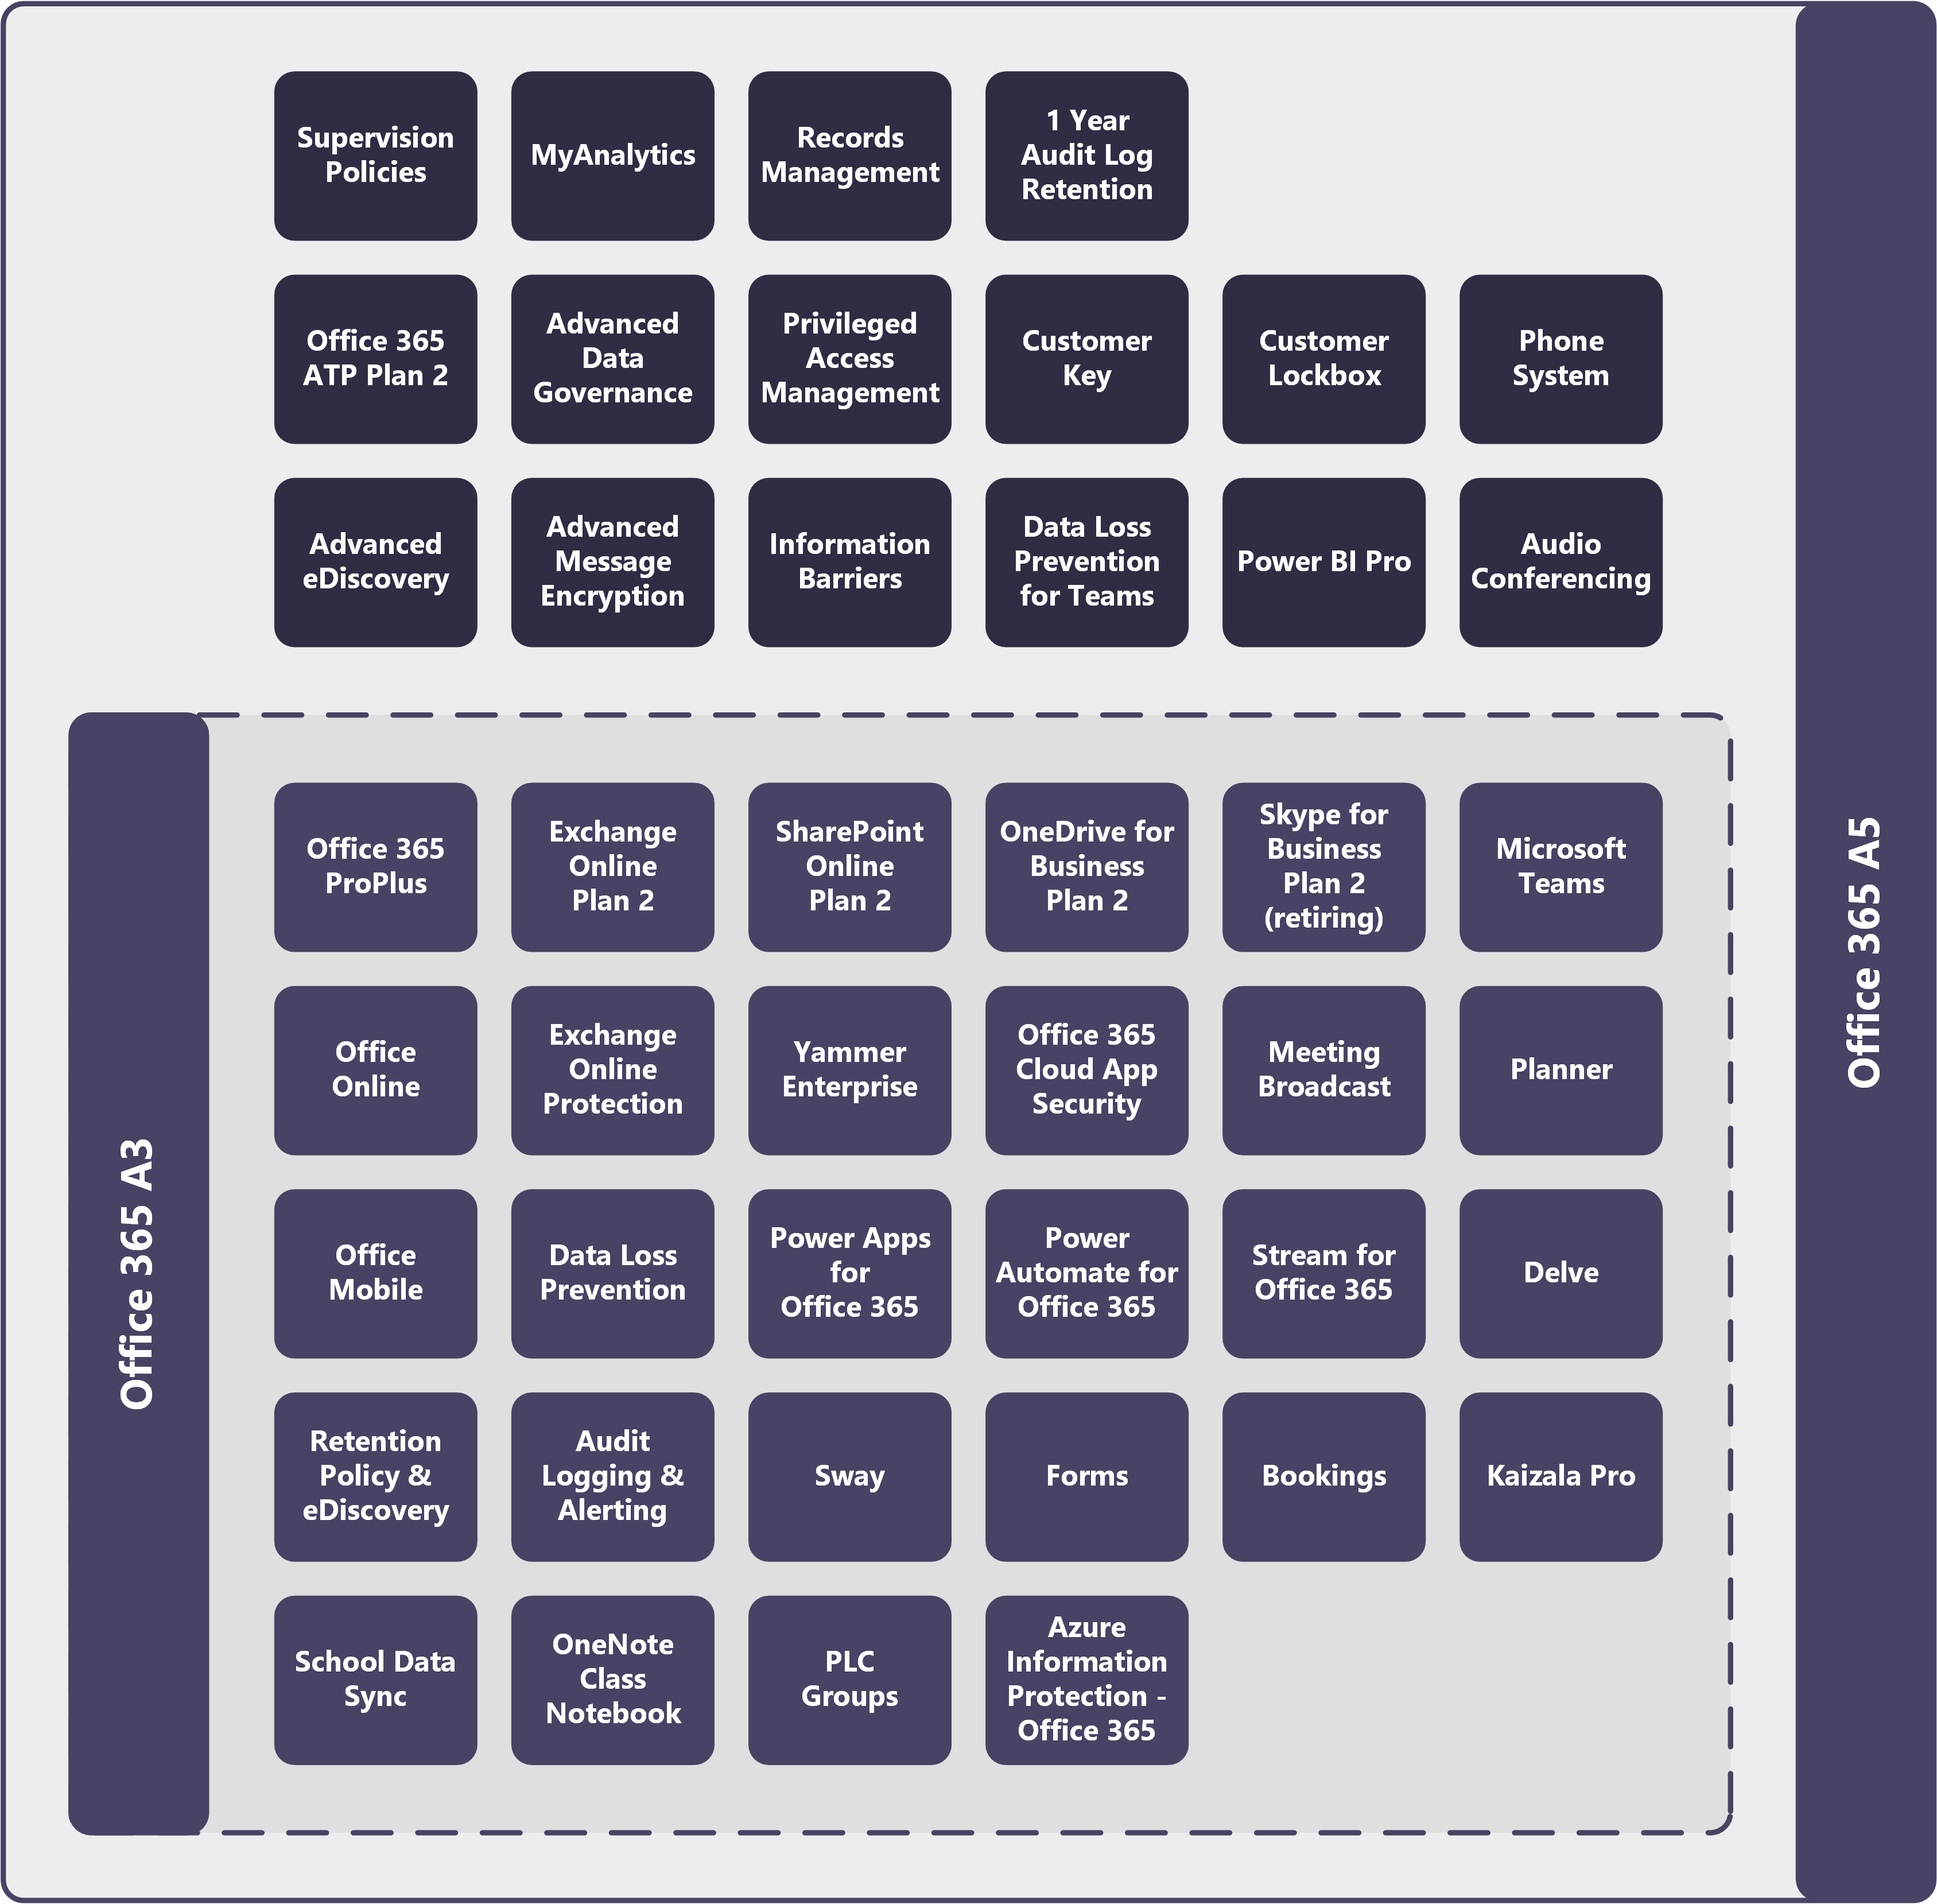 Supervision
Policies
MyAnalytics
Records
Management
1 Year
Audit Log
Retention
Office 365
ATP Plan 2
Advanced
Data
Governance
Privileged
Access
Management
Customer
Key
Customer
Lockbox
Phone
System
Advanced
eDiscovery
Advanced
Message
Encryption
Information
Barriers
Data Loss
Prevention
for Teams
Power BI Pro
Audio
Conferencing
Office 365 A5
Office 365 A3
Office 365
ProPlus
Exchange
Online
Plan 2
SharePoint
Online
Plan 2
OneDrive for
Business
Plan 2
Skype for
Business
Plan 2
(retiring)
Microsoft
Teams
Office
Online
Exchange
Online
Protection
Yammer
Enterprise
Office 365
Cloud App
Security
Meeting
Broadcast
Planner
Office
Mobile
Data Loss
Prevention
Power Apps
for
Office 365
Power
Automate for
Office 365
Stream for
Office 365
Delve
Retention
Policy &
eDiscovery
Audit
Logging &
Alerting
Sway
Forms
Bookings
Kaizala Pro
School Data
Sync
OneNote
Class
Notebook
PLC
Groups
Azure
Information
Protection -
Office 365